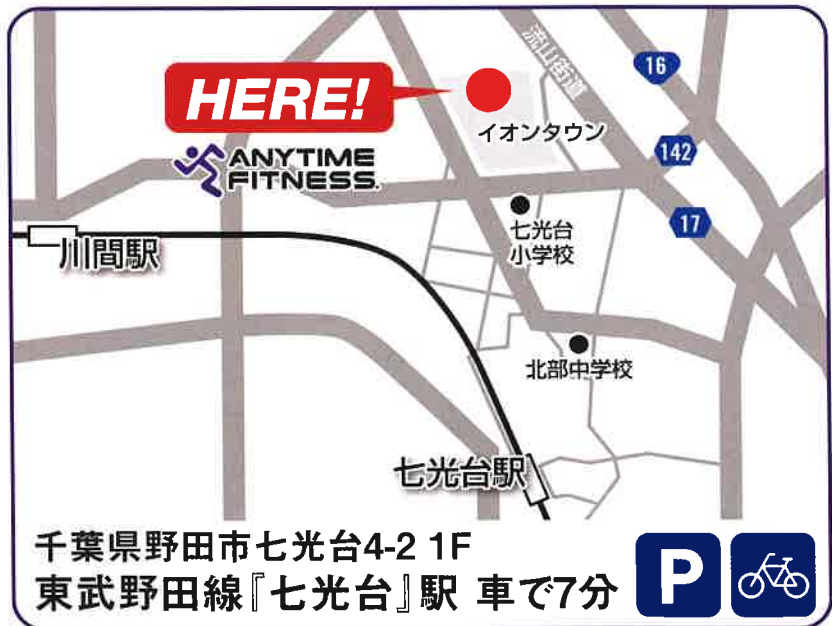 流山街道
16
HERE!
イオンタウン
142
ANYTIME
FITNESS.
17
七光台
小学校
川間駅
北部中学校
七光台駅
千葉県野田市七光台4-2 1F
東武野田線『七光台』駅 車で7分
P